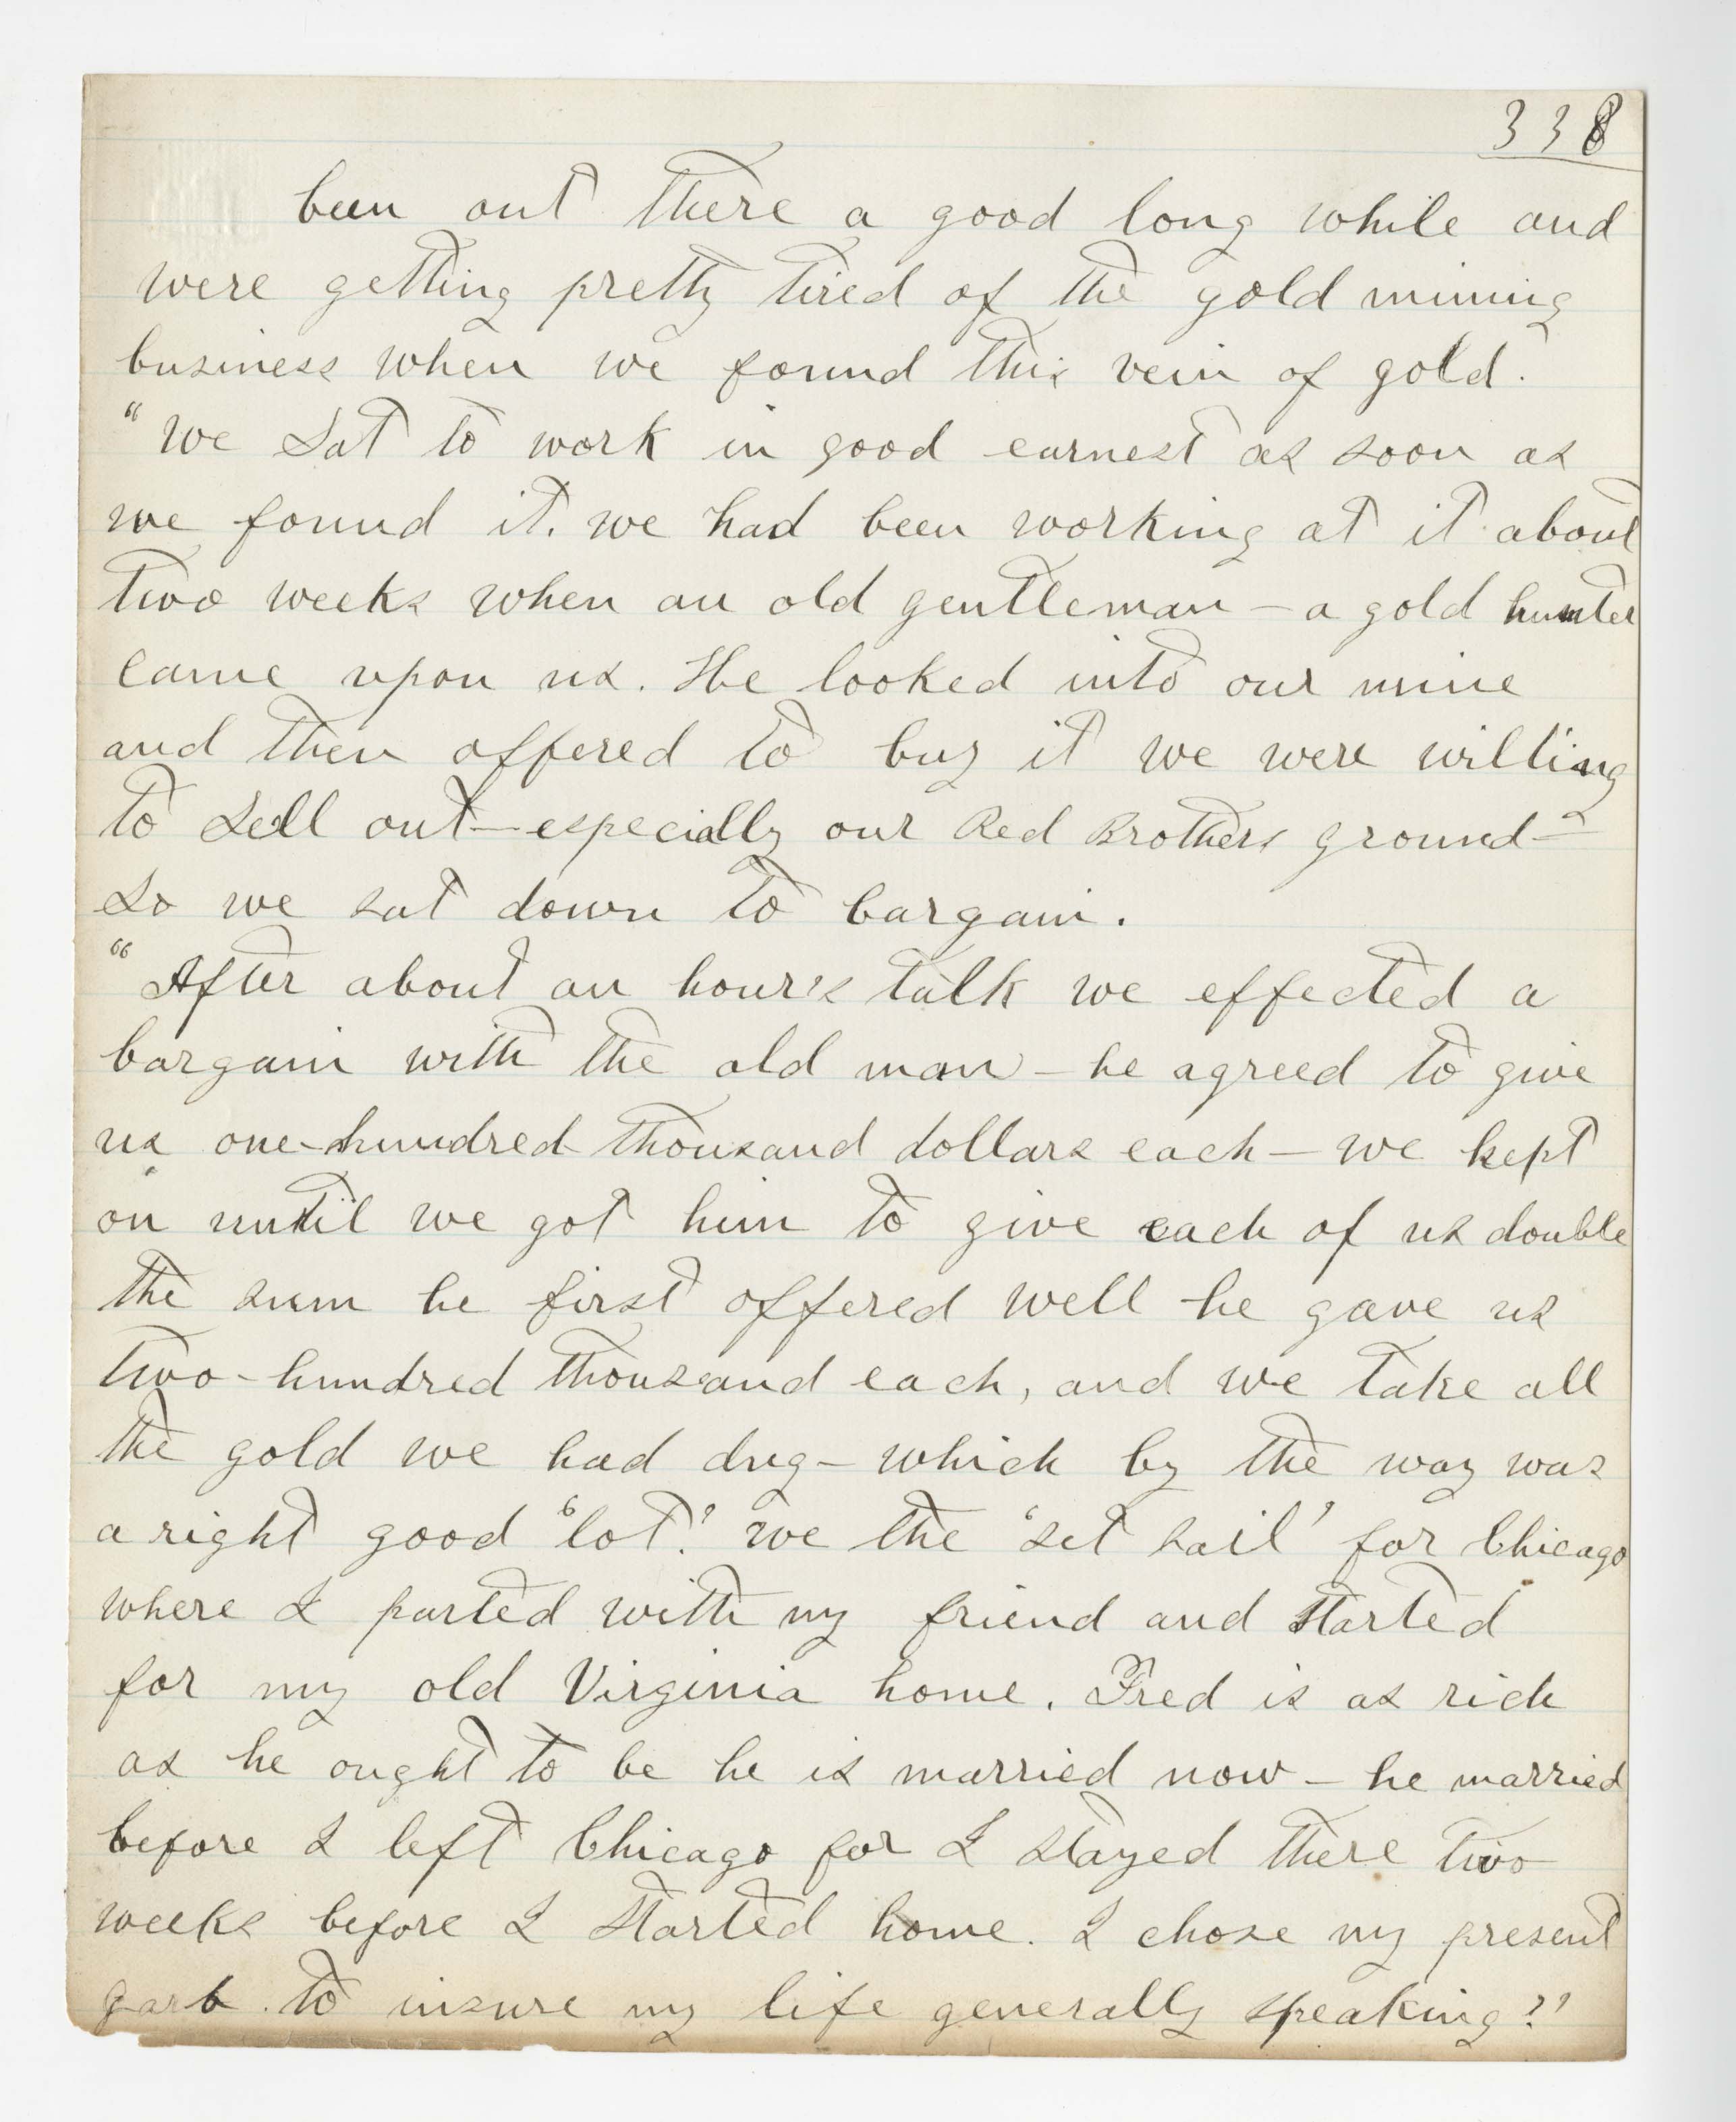 338
been out there a good long while and
were getting pretty tired of the gold mining
business when we found this vein of gold.
"We sat to work in good earnest as soon as
we found it. we had been working at it about
two weeks when an old gentleman – a gold hunter
came upon us. He looked into our mine
and then offered to buy it we were willing
to sell out – especially our Red Brothers ground –
so we sat down to bargain.
"After about an hour's talk we effected a
bargain with the old man – he agreed to give
us one-hundred thousand dollars each – we kept
on until we got him to give each of us double
the sum he first offered well he gave us
two-hundred thousand each, and we take all
the gold we had dug – which by the way was
a right good 'lot.' we the 'set sail' for Chicago
where I parted with my friend and started
for my old Virginia home. Fred is as rich
as he ought to be he is married now – he married
before I left Chicago for I stayed there two
weeks before I started home. I chose my present
garb. to insure my life generally speaking."